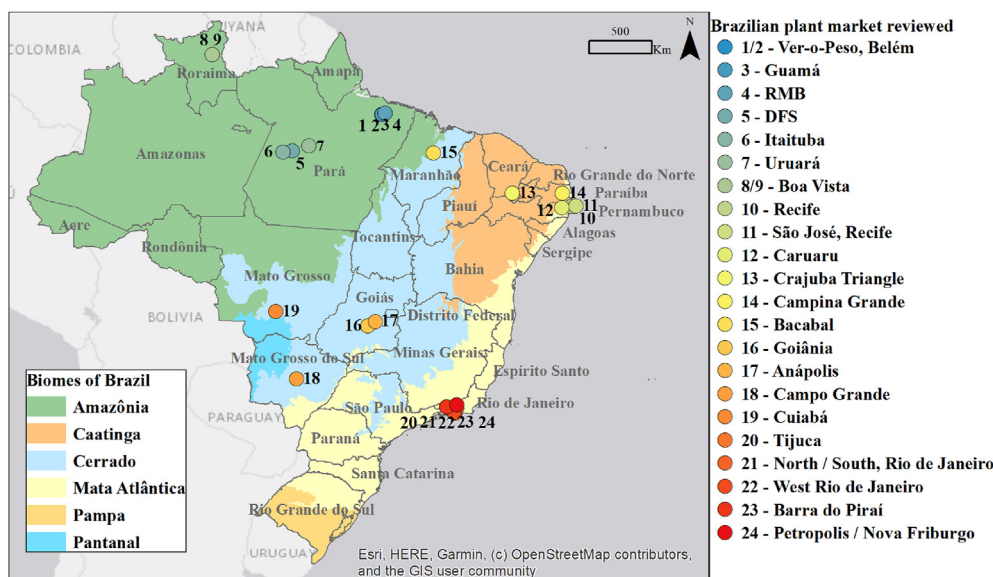 GUYANA
COLOMBIA
8 9
Roraima
Amapá
500
Km
N
1 2 3 4
7
6
5
Amazonas
Pará
15
Maranhão
Ceará
Rio Grande do Norte
13
14
Paraíba
Piauí
12
11
Pernambuco
10
Acre
Alagoas
Tocantins
Sergipe
Rondônia
Bahia
Mato Grosso
Goiás
BOLIVIA
19
17
Distrito Federal
16
Mato Grosso do Sul
Minas Gerais
Espírito Santo
18
São Paulo
Rio de Janeiro
20 21 22 23 24
PARAGUAY
Paraná
Santa Catarina
Rio Grande do Sul
URUGUAY
Biomes of Brazil
Amazônia
Caatinga
Cerrado
Mata Atlântica
Pampa
Pantanal
Esri, HERE, Garmin, (c) OpenStreetMap contributors,
and the GIS user community
Brazilian plant market reviewed
1/2 - Ver-o-Peso, Belém
3 - Guamá
4 - RMB
5 - DFS
6 - Itaituba
7 - Uruará
8/9 - Boa Vista
10 - Recife
11 - São José, Recife
12 - Caruaru
13 - Crajuba Triangle
14 - Campina Grande
15 - Bacabal
16 - Goiânia
17 - Anápolis
18 - Campo Grande
19 - Cuiabá
20 - Tijuca
21 - North / South, Rio de Janeiro
22 - West Rio de Janeiro
23 - Barra do Piraí
24 - Petropolis / Nova Friburgo